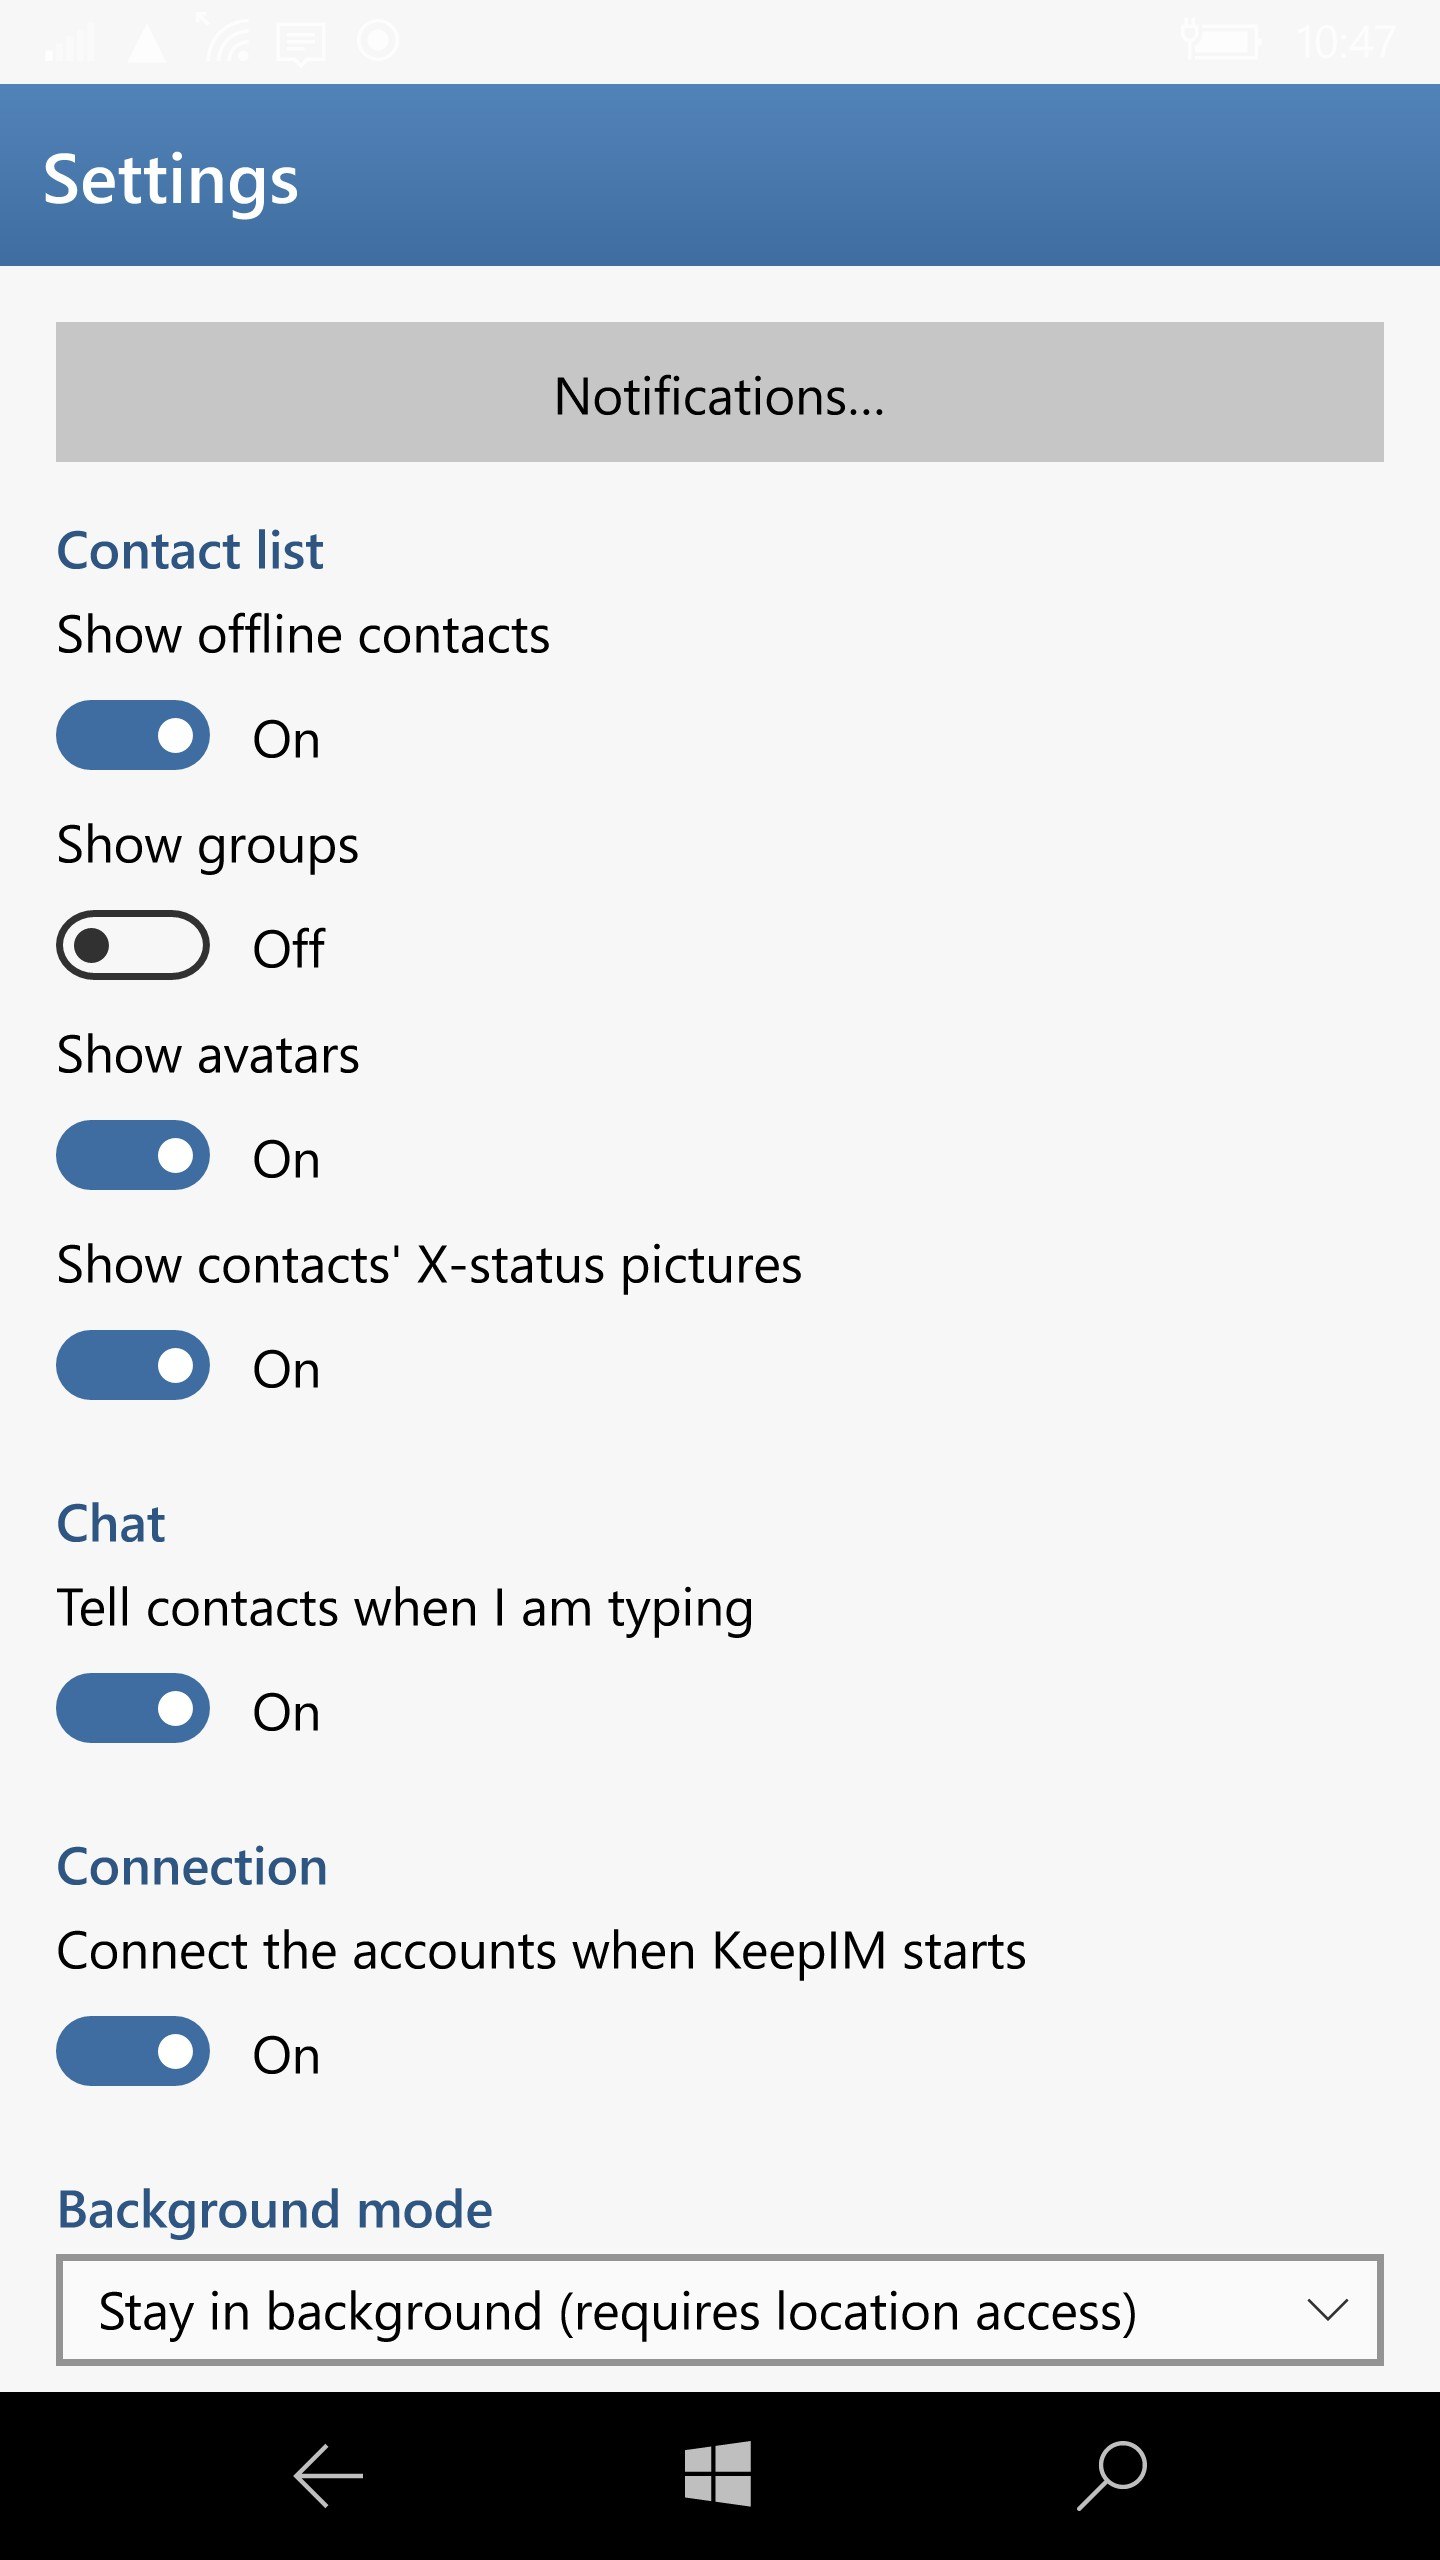 10:47
Settings
Notifications...
Contact list
Show offline contacts
On
Show groups
Off
Show avatars
On
Show contacts' X-status pictures
On
Chat
Tell contacts when I am typing
On
Connection
Connect the accounts when KeepIM starts
On
Background mode
Stay in background (requires location access)